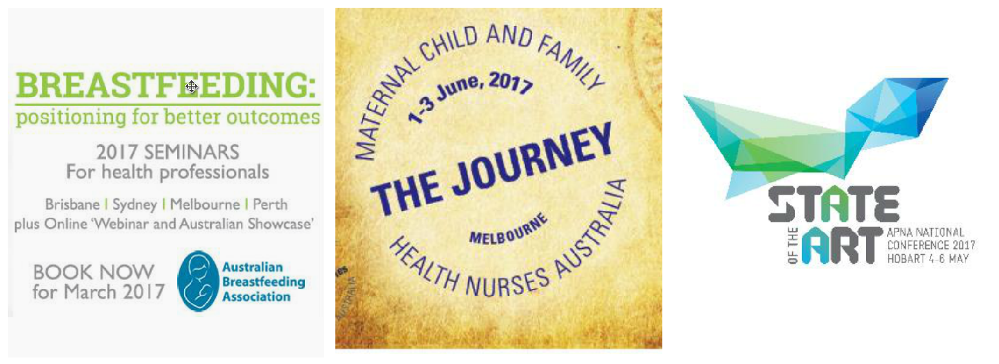 BREASTFEEDING:
positioning for better outcomes
2017 SEMINARS
For health professionals
Brisbane | Sydney | Melbourne | Perth
plus Online 'Webinar and Australian Showcase'
BOOK NOW
for March 2017
Australian
Breastfeeding
Association
MATERNAL CHILD AND FAMILY
1-3 June, 2017
THE JOURNEY
MELBOURNE
HEALTH NURSES AUSTRALIA
AUSTRALIA
STATE
OF THE
ART
APNA NATIONAL
CONFERENCE 2017
HOBART 4-6 MAY